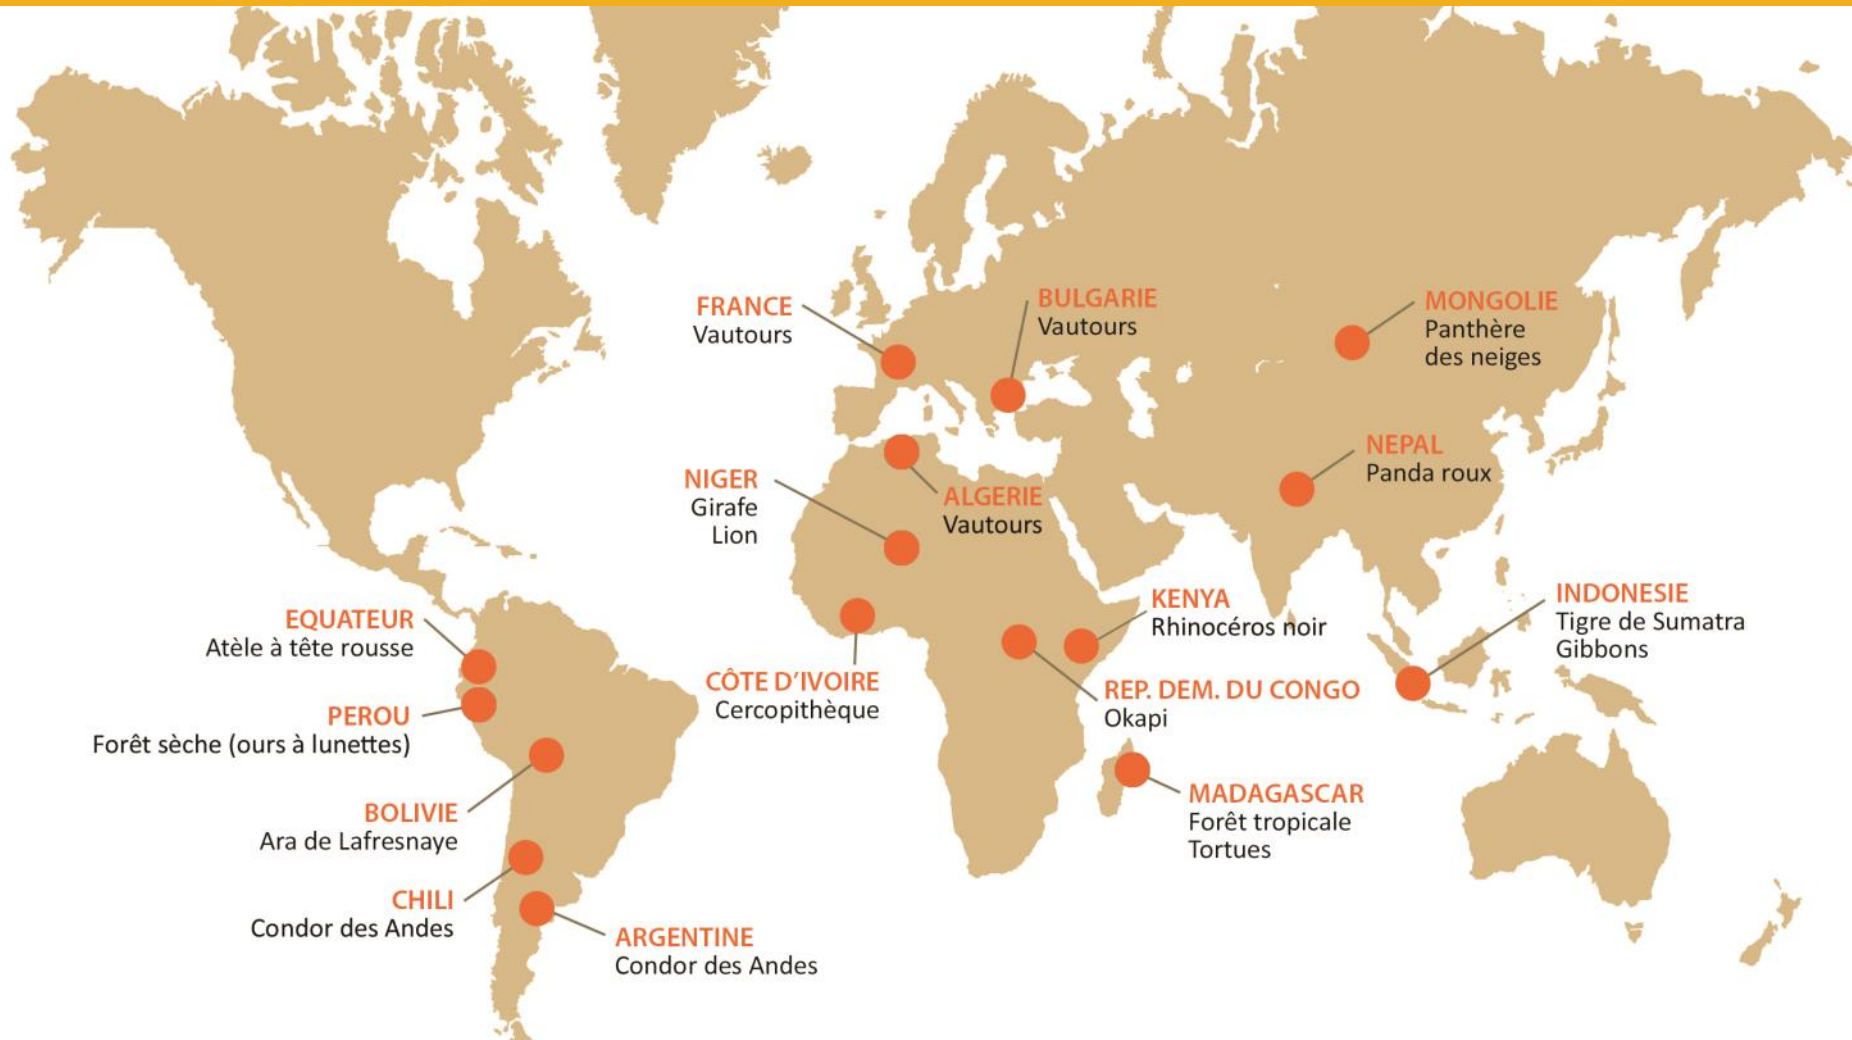 FRANCE
Vautours
BULGARIE
Vautours
MONGOLIE
Panthère
des neiges
NEPAL
Panda roux
NIGER
Girafe
Lion
ALGERIE
Vautours
EQUATEUR
Atèle à tête rousse
KENYA
Rhinocéros noir
INDONESIE
Tigre de Sumatra
Gibbons
CÔTE D'IVOIRE
Cercopithèque
REP. DEM. DU CONGO
Okapi
PEROU
Forêt sèche (ours à lunettes)
MADAGASCAR
Forêt tropicale
Tortues
BOLIVIE
Ara de Lafresnaye
CHILI
Condor des Andes
ARGENTINE
Condor des Andes